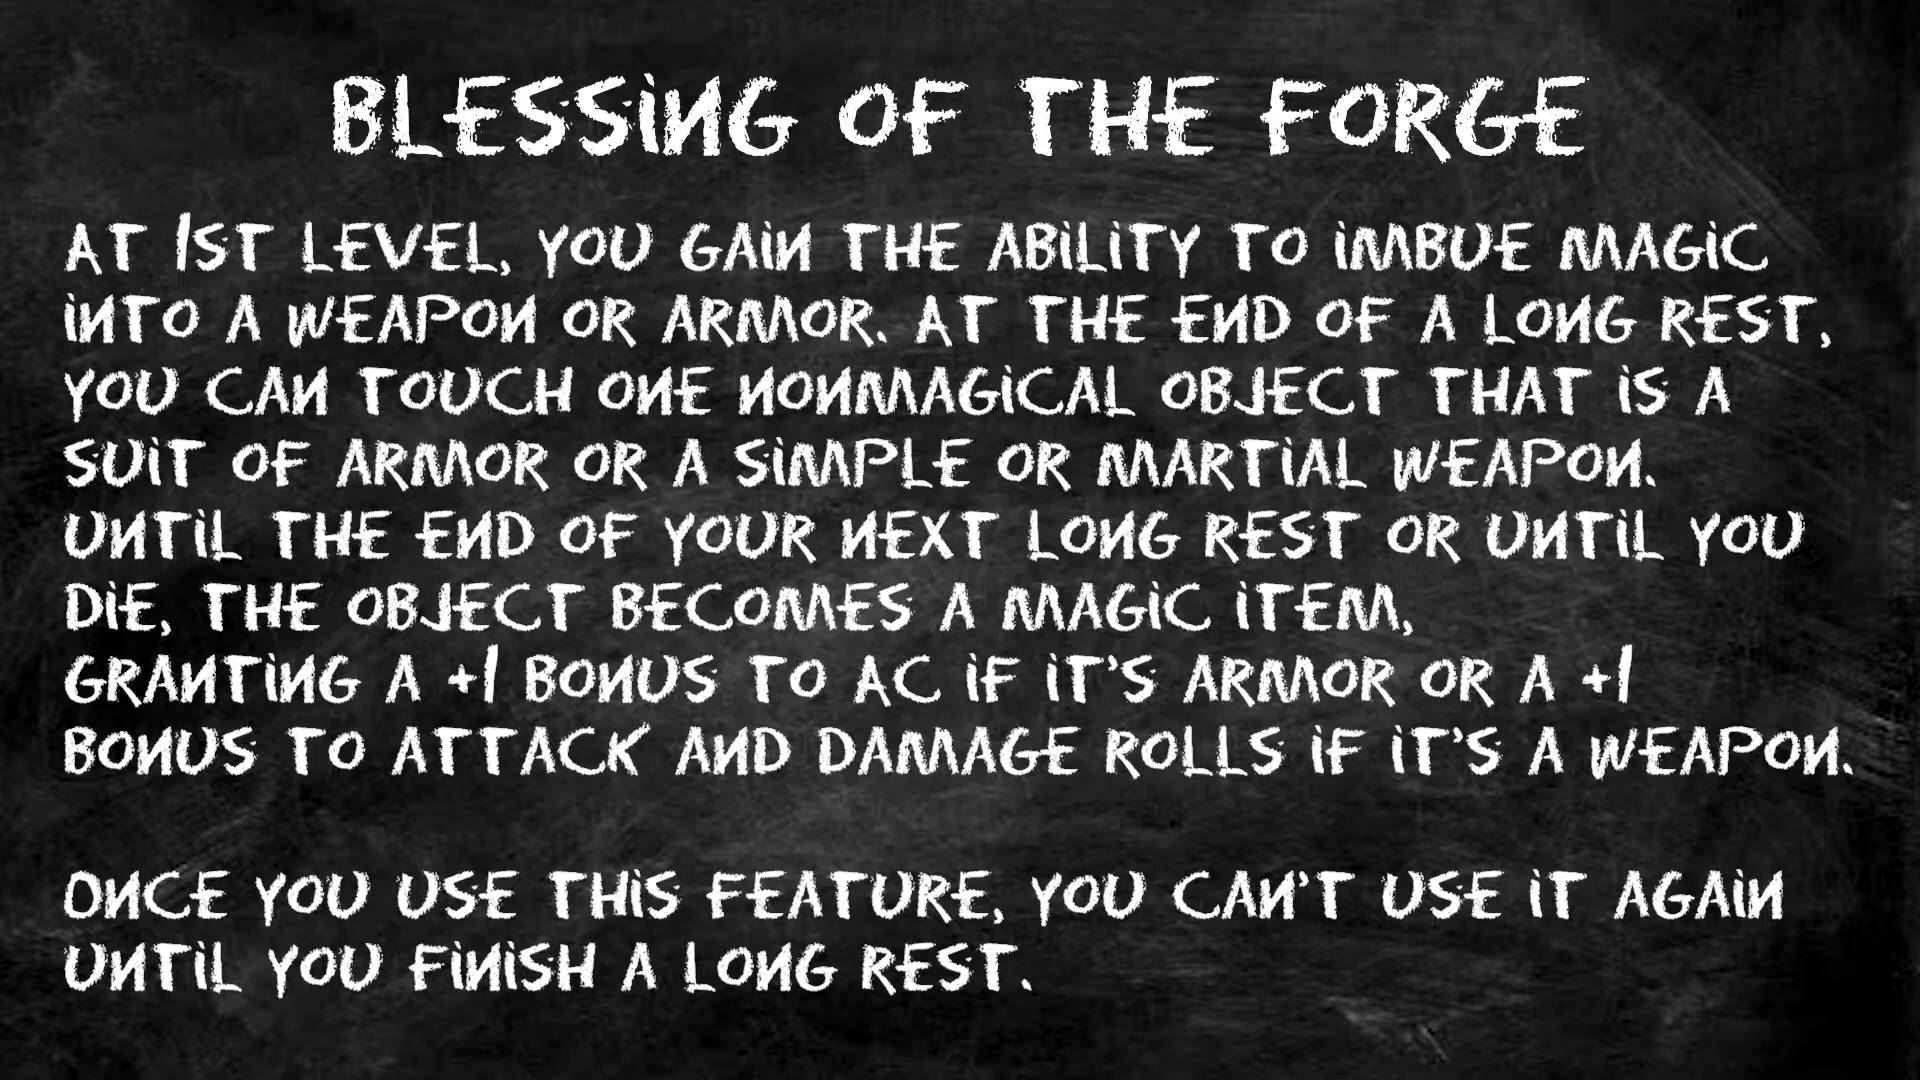 BLESSING OF THE FORGE
AT 1ST LEVEL, YOU GAIN THE ABILITY TO IMBUE MAGIC
INTO A WEAPON OR ARMOR. AT THE END OF A LONG REST,
YOU CAN TOUCH ONE NONMAGICAL OBJECT THAT IS A
SUIT OF ARMOR OR A SIMPLE OR MARTIAL WEAPON.
UNTIL THE END OF YOUR NEXT LONG REST OR UNTIL YOU
DIE, THE OBJECT BECOMES A MAGIC ITEM,
GRANTING A +1 BONUS TO AC IF IT'S ARMOR OR A +1
BONUS TO ATTACK AND DAMAGE ROLLS IF IT'S A WEAPON.
ONCE YOU USE THIS FEATURE, YOU CAN'T USE IT AGAIN
UNTIL YOU FINISH A LONG REST.